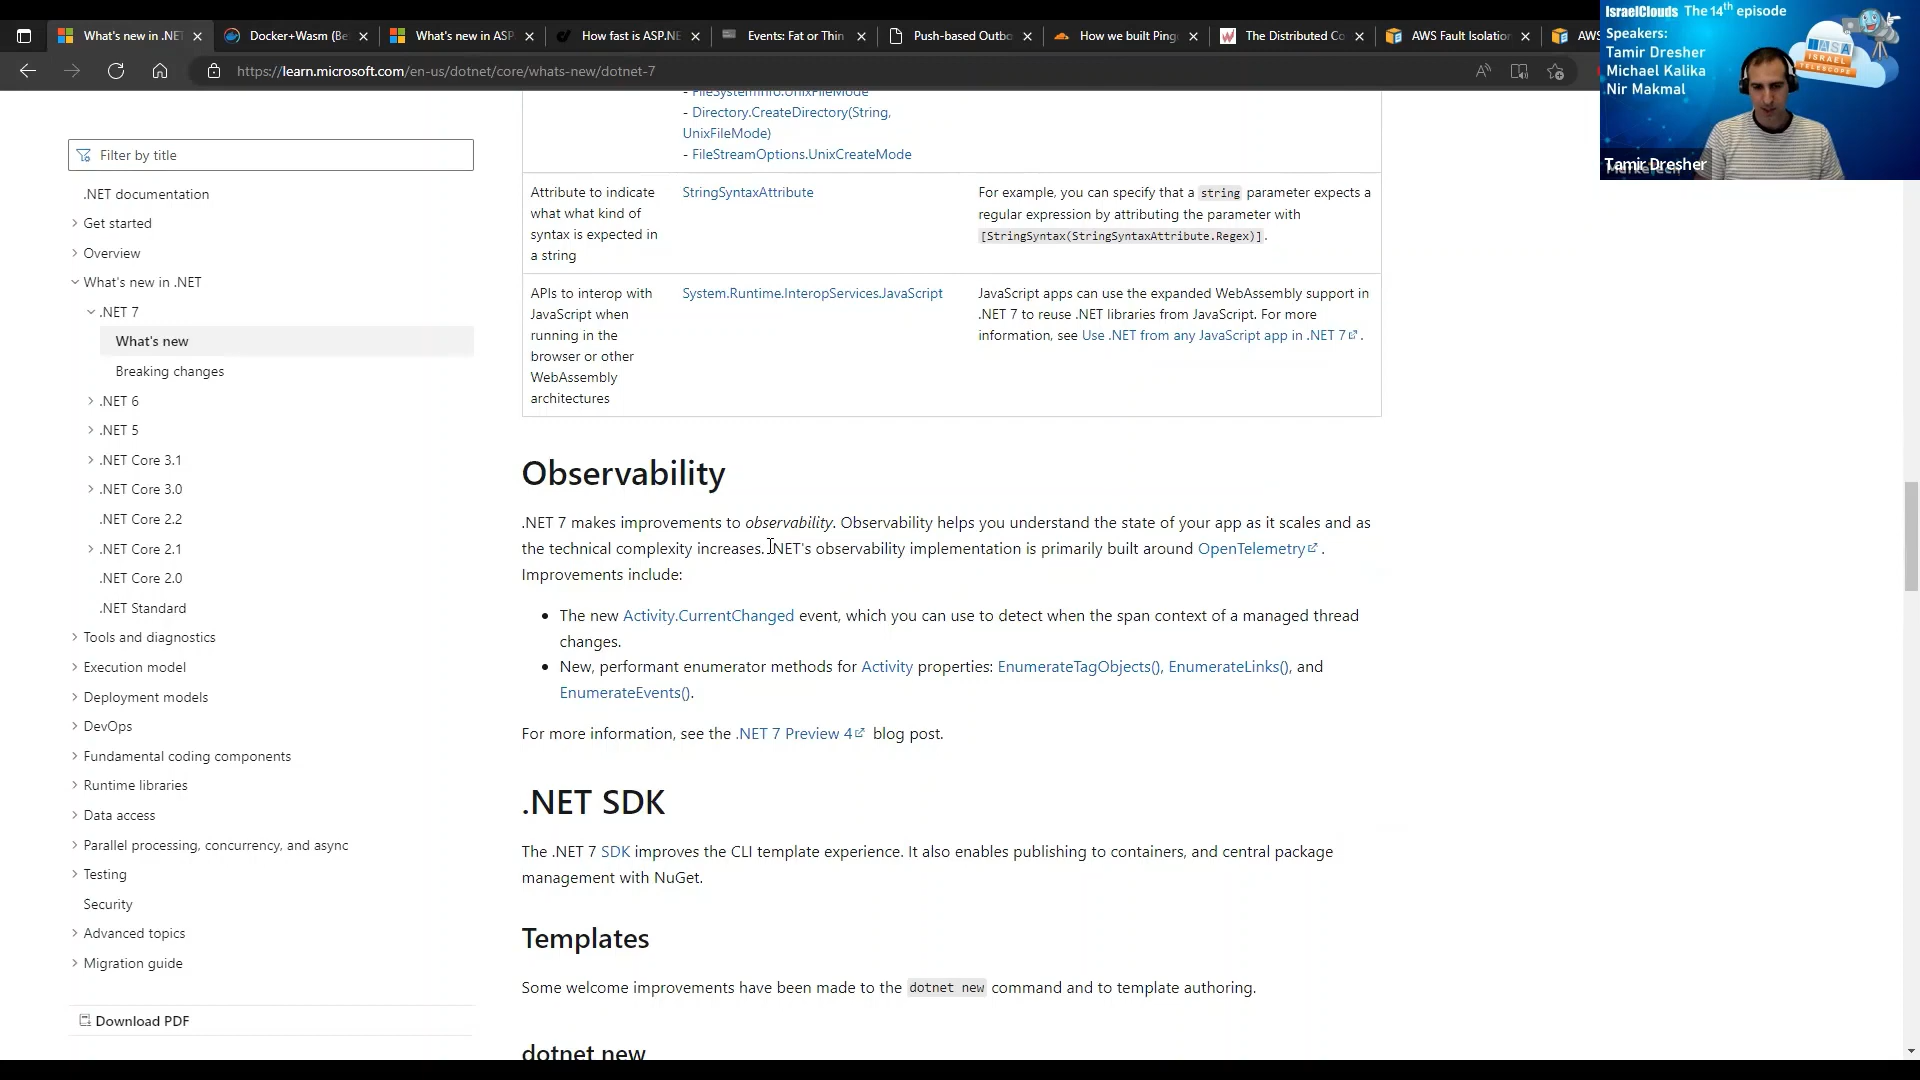 What's new in .NET
Docker+Wasm (Be
What's new in ASP.
How fast is ASP.NE
Events: Fat or Thin
Push-based Outbo
How we built Ping
The Distributed Co
AWS Fault Isolation
AWS
https://learn.microsoft.com/en-us/dotnet/core/whats-new/dotnet-7
IsraelClouds The 14th episode
Speakers:
Tamir Dresher
Michael Kalika
Nir Makmal
IASA
ISRAEL
TELESCOPE
Tamir Dresher
Filter by title
.NET documentation
Get started
Overview
What's new in .NET
.NET 7
What's new
Breaking changes
.NET 6
.NET 5
.NET Core 3.1
.NET Core 3.0
.NET Core 2.2
.NET Core 2.1
.NET Core 2.0
.NET Standard
Tools and diagnostics
Execution model
Deployment models
DevOps
Fundamental coding components
Runtime libraries
Data access
Parallel processing, concurrency, and async
Testing
Security
Advanced topics
Migration guide
Download PDF
- FileSystemInfo.UnixFileMode
- Directory.CreateDirectory(String,
UnixFileMode)
- FileStreamOptions.UnixCreateMode
Attribute to indicate
what what kind of
syntax is expected in
a string
StringSyntaxAttribute
For example, you can specify that a string parameter expects a
regular expression by attributing the parameter with
[StringSyntax(StringSyntaxAttribute.Regex)].
APIs to interop with
JavaScript when
running in the
browser or other
WebAssembly
architectures
System.Runtime.InteropServices.JavaScript
JavaScript apps can use the expanded WebAssembly support in
.NET 7 to reuse .NET libraries from JavaScript. For more
information, see Use .NET from any JavaScript app in .NET 7.
Observability
.NET 7 makes improvements to observability. Observability helps you understand the state of your app as it scales and as
the technical complexity increases. .NET's observability implementation is primarily built around OpenTelemetry.
Improvements include:
• The new Activity.CurrentChanged event, which you can use to detect when the span context of a managed thread
changes.
• New, performant enumerator methods for Activity properties: EnumerateTagObjects(), EnumerateLinks(), and
EnumerateEvents().
For more information, see the .NET 7 Preview 4 blog post.
.NET SDK
The .NET 7 SDK improves the CLI template experience. It also enables publishing to containers, and central package
management with NuGet.
Templates
Some welcome improvements have been made to the dotnet new command and to template authoring.
dotnet new